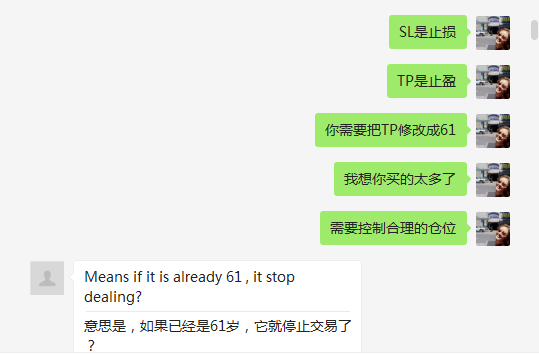 SL是止损
TP是止盈
你需要把TP修改成61
我想你买的太多了
需要控制合理的仓位
Means if it is already 61 , it stop
dealing?
意思是，如果已经是61岁，它就停止交易了
？